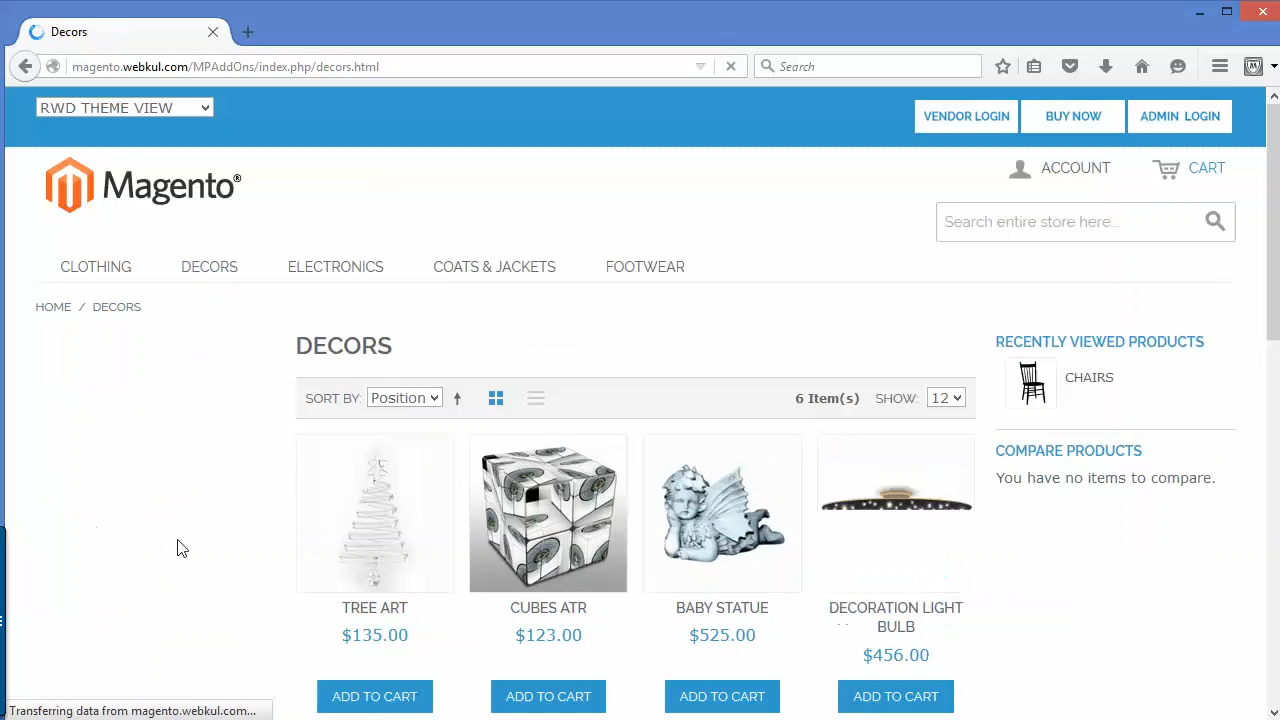 Decors
magento.webkul.com/MPAddOns/index.php/decors.html
Search
RWD THEME VIEW
VENDOR LOGIN
BUY NOW
ADMIN LOGIN
Magento®
ACCOUNT
CART
Search entire store here...
CLOTHING
DECORS
ELECTRONICS
COATS & JACKETS
FOOTWEAR
HOME / DECORS
DECORS
SORT BY: Position
6 Item(s)
SHOW: 12
RECENTLY VIEWED PRODUCTS
CHAIRS
COMPARE PRODUCTS
You have no items to compare.
TREE ART
$135.00
ADD TO CART
CUBES ATR
$123.00
ADD TO CART
BABY STATUE
$525.00
ADD TO CART
DECORATION LIGHT
BULB
$456.00
ADD TO CART
Transferring data from magento.webkul.com...